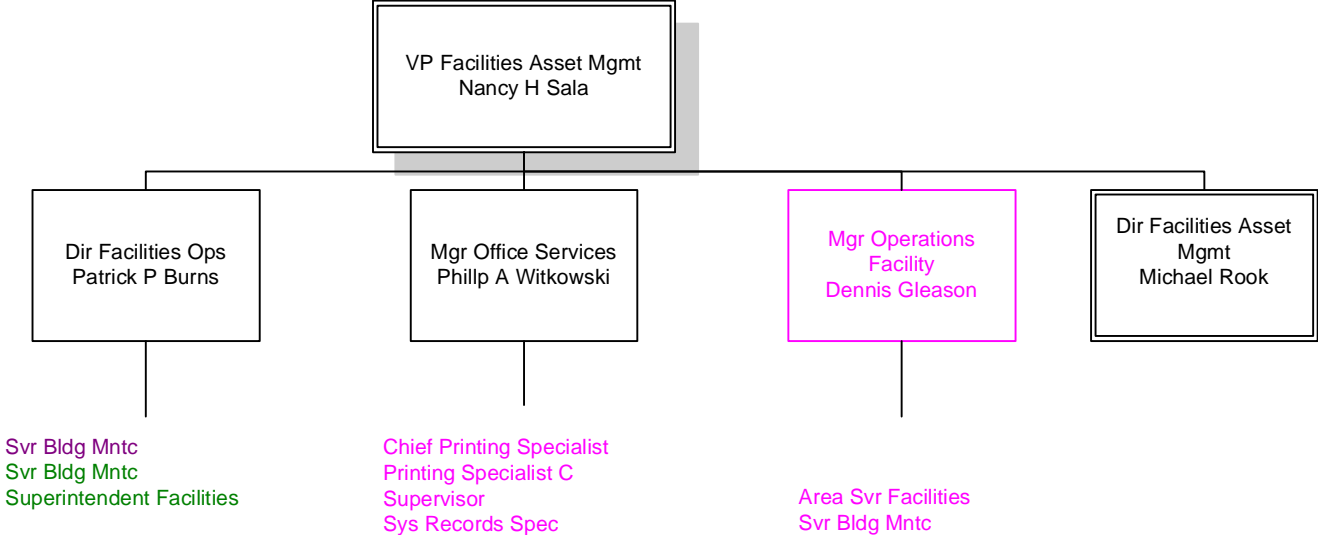 VP Facilities Asset Mgmt
Nancy H Sala
Dir Facilities Ops
Patrick P Burns
Mgr Office Services
Phillp A Witkowski
Mgr Operations
Facility
Dennis Gleason
Dir Facilities Asset
Mgmt
Michael Rook
Svr Bldg Mntc
Svr Bldg Mntc
Superintendent Facilities
Chief Printing Specialist
Printing Specialist C
Supervisor
Sys Records Spec
Area Svr Facilities
Svr Bldg Mntc